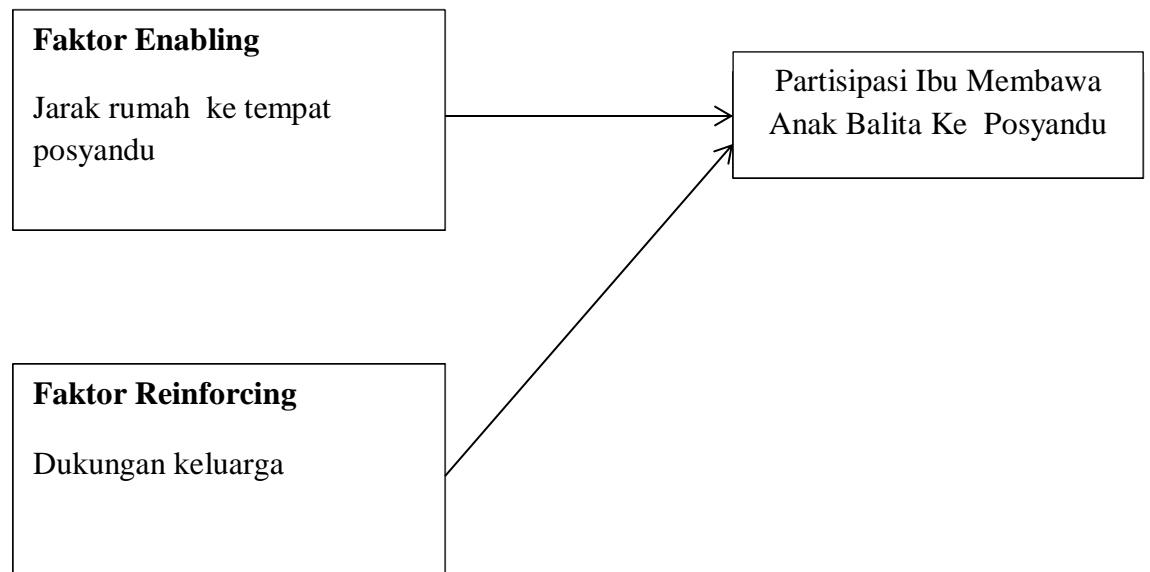 Faktor Enabling
Jarak rumah  ke tempat
posyandu
Partisipasi Ibu Membawa
Anak Balita Ke  Posyandu
Faktor Reinforcing
Dukungan keluarga